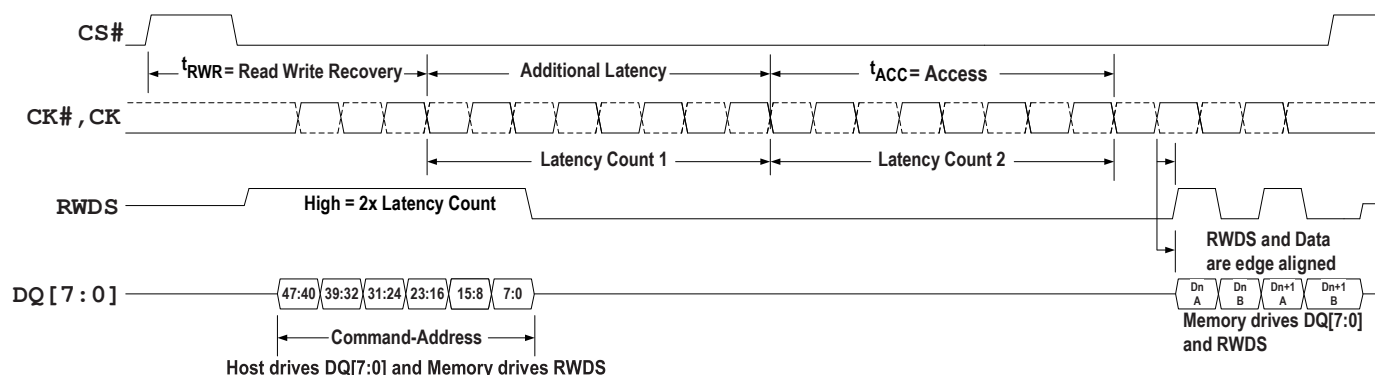 CS#
tRWR= Read Write Recovery
Additional Latency
tACC= Access
CK#,CK
Latency Count 1
Latency Count 2
RWDS
High = 2x Latency Count
RWDS and Data
are edge aligned
DQ[7:0]
47:40 39:32 31:24 23:16 15:8 7:0
Dn A
Dn B
Dn+1 A
Dn+1 B
Command-Address
Memory drives DQ[7:0]
and RWDS
Host drives DQ[7:0] and Memory drives RWDS